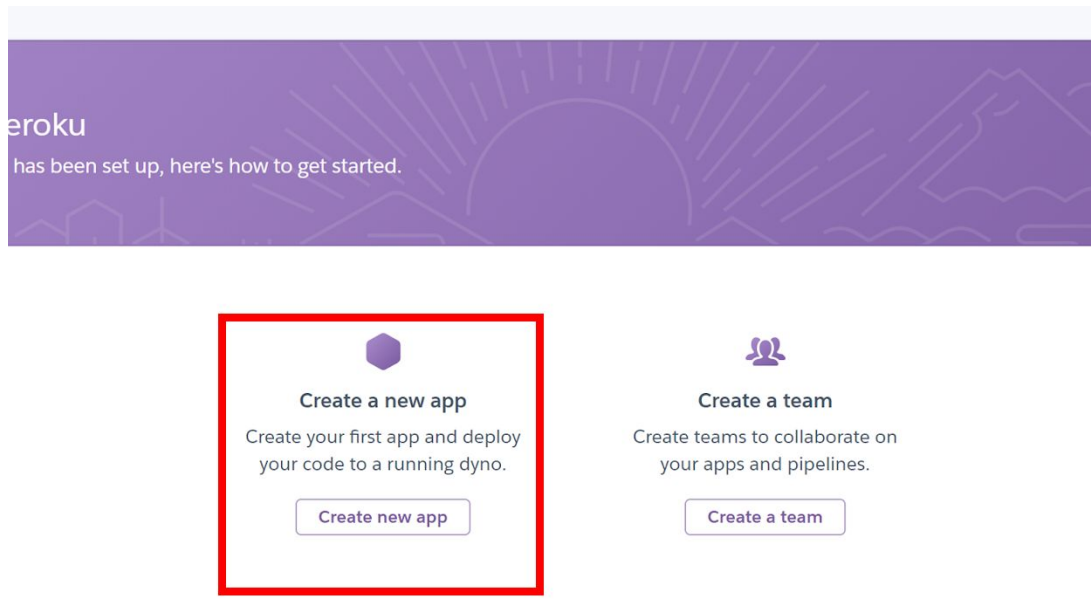 eroku
has been set up, here's how to get started.
Create a new app
Create your first app and deploy
your code to a running dyno.
Create new app
Create a team
Create teams to collaborate on
your apps and pipelines.
Create a team